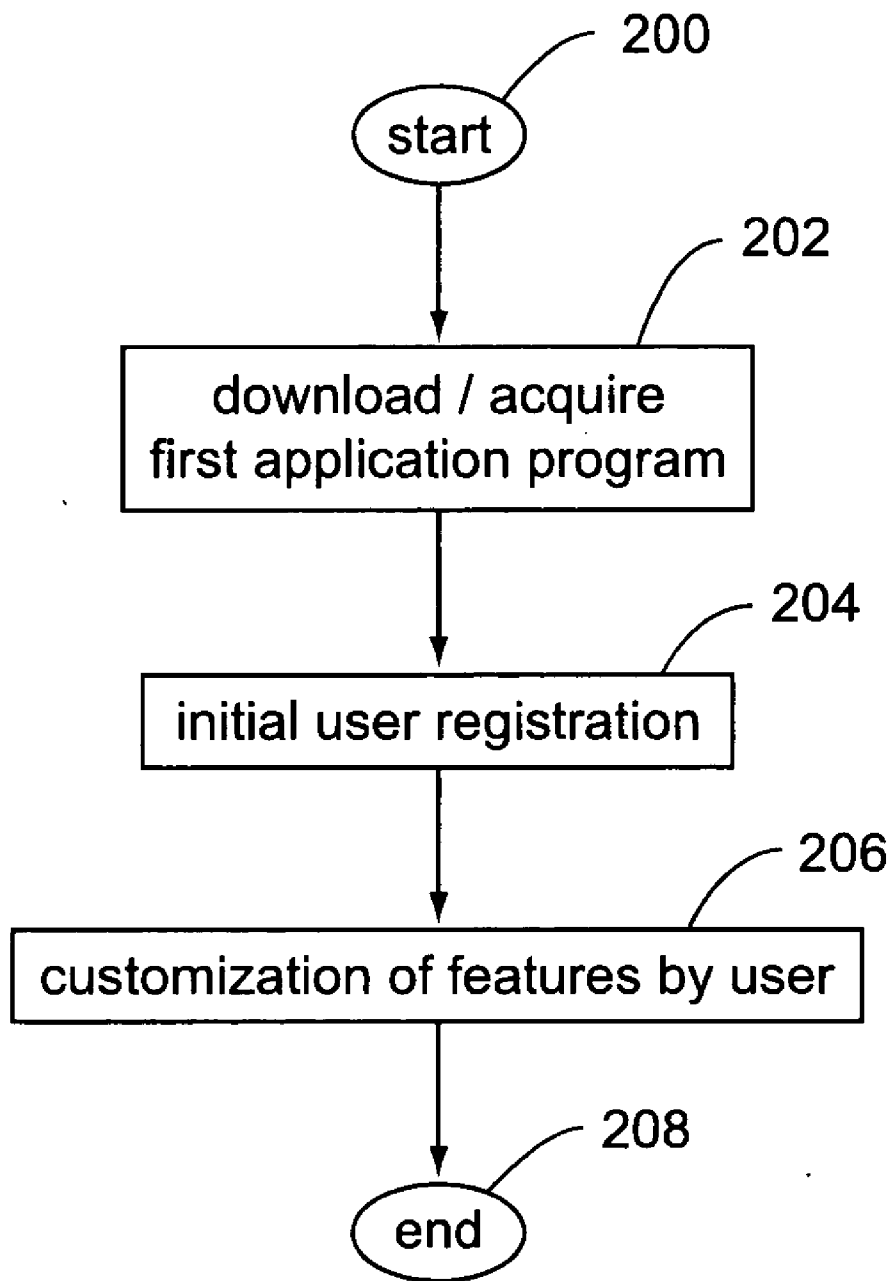 200
start
202
download / acquire
first application program
204
initial user registration
206
customization of features by user
208
end